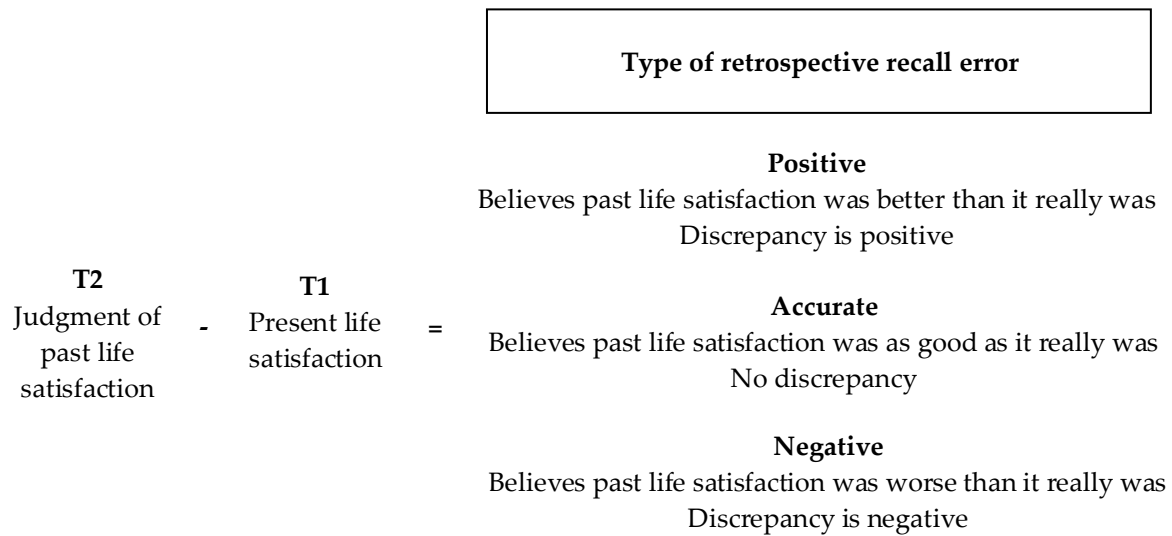 Type of retrospective recall error
Positive
Believes past life satisfaction was better than it really was
Discrepancy is positive
T2
Judgment of
past life
satisfaction
-
T1
Present life
satisfaction
=
Accurate
Believes past life satisfaction was as good as it really was
No discrepancy
Negative
Believes past life satisfaction was worse than it really was
Discrepancy is negative